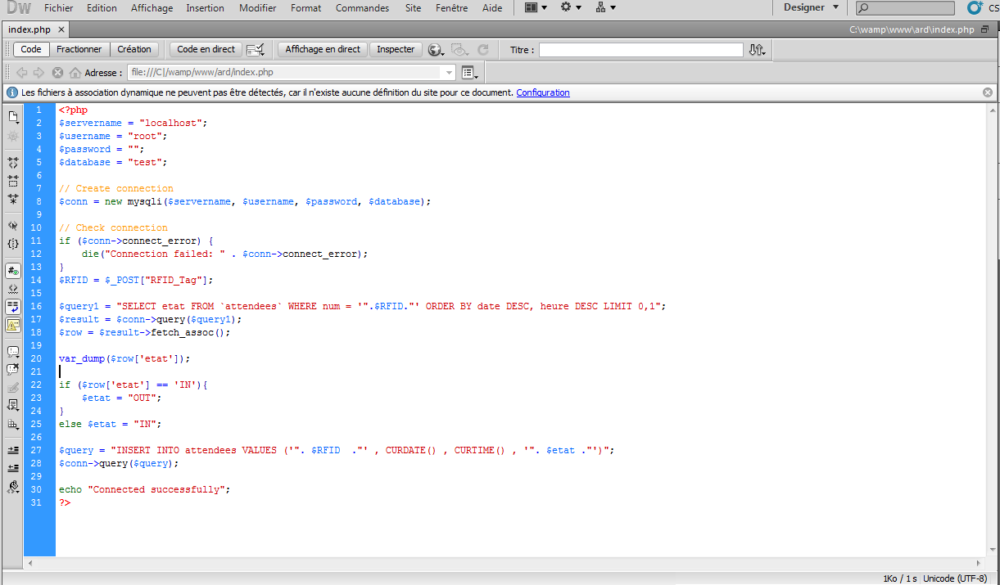 Dw Fichier Edition Affichage Insertion Modifier Format Commandes Site Fenêtre Aide Designer CS
index.php × C:\wamp\www\ard\index.php
Code Fractionner Création Code en direct Affichage en direct Inspecter Titre :
Adresse : file:///C|/wamp/www/ard/index.php
Les fichiers à association dynamique ne peuvent pas être détectés, car il n'existe aucune définition du site pour ce document. Configuration
1 <?php
2 $servername = "localhost";
3 $username = "root";
4 $password = "";
5 $database = "test";
6
7 // Create connection
8 $conn = new mysqli($servername, $username, $password, $database);
9
10 // Check connection
11 if ($conn->connect_error) {
12     die("Connection failed: " . $conn->connect_error);
13 }
14 $RFID = $_POST["RFID_Tag"];
15
16 $query1 = "SELECT etat FROM `attendees` WHERE num = '".$RFID."' ORDER BY date DESC, heure DESC LIMIT 0,1";
17 $result = $conn->query($query1);
18 $row = $result->fetch_assoc();
19
20 var_dump($row['etat']);
21
22 if ($row['etat'] == 'IN'){
23     $etat = "OUT";
24 }
25 else $etat = "IN";
26
27 $query = "INSERT INTO attendees VALUES ('". $RFID  ."' , CURDATE() , CURTIME() , '". $etat ."')";
28 $conn->query($query);
29
30 echo "Connected successfully";
31 ?>
1Ko / 1 s Unicode (UTF-8)